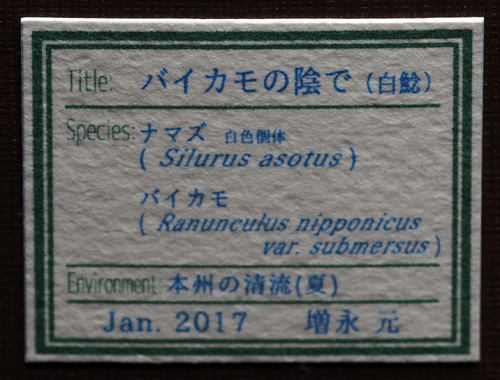 Title: バイカモの陰で（白鯰）
Species: ナマズ 白色個体
( Silurus asotus )
バイカモ
( Ranunculus nipponicus
var. submersus )
Environment: 本州の清流(夏)
Jan. 2017 増永 元